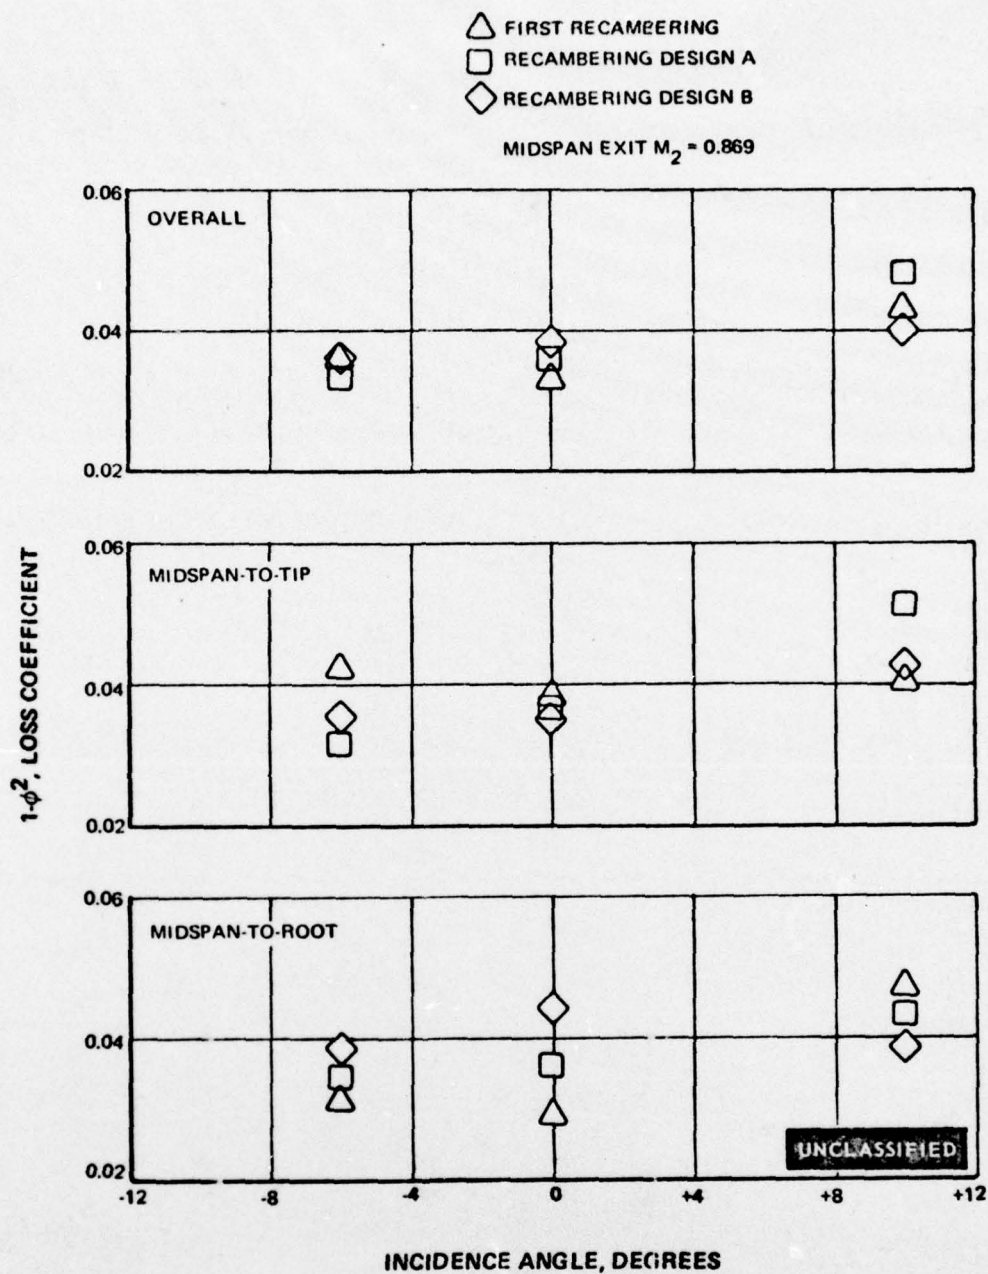 FIRST RECAMBERING
RECAMBERING DESIGN A
RECAMBERING DESIGN B
MIDSPAN EXIT M2 = 0.869
0.06
OVERALL
0.04
0.02
0.06
MIDSPAN-TO-TIP
0.04
0.02
0.06
MIDSPAN-TO-ROOT
0.04
UNCLASSIFIED
0.02
-12 -8 -4 0 +4 +8 +12
1-ϕ², LOSS COEFFICIENT
INCIDENCE ANGLE, DEGREES